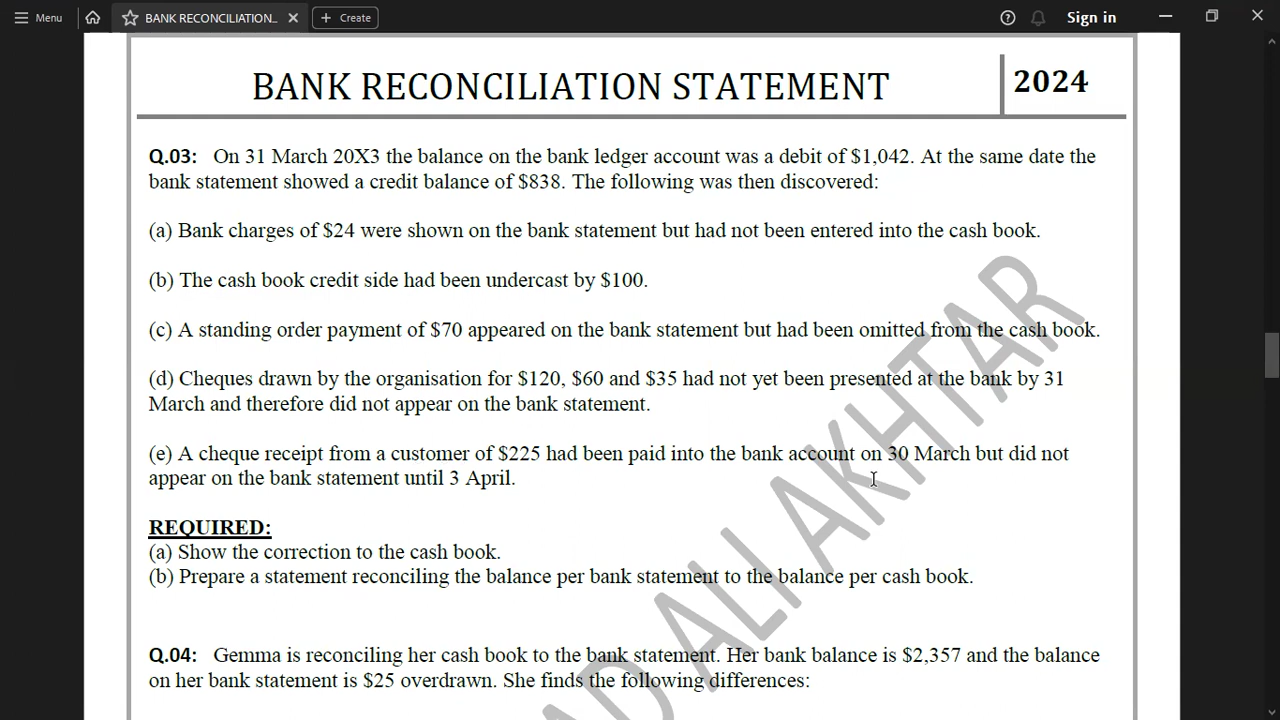 Menu
BANK RECONCILIATION...
Create
Sign in
BANK RECONCILIATION STATEMENT
2024
Q.03: On 31 March 20X3 the balance on the bank ledger account was a debit of $1,042. At the same date the
bank statement showed a credit balance of $838. The following was then discovered:
(a) Bank charges of $24 were shown on the bank statement but had not been entered into the cash book.
(b) The cash book credit side had been undercast by $100.
(c) A standing order payment of $70 appeared on the bank statement but had been omitted from the cash book.
(d) Cheques drawn by the organisation for $120, $60 and $35 had not yet been presented at the bank by 31
March and therefore did not appear on the bank statement.
(e) A cheque receipt from a customer of $225 had been paid into the bank account on 30 March but did not
appear on the bank statement until 3 April.
REQUIRED:
(a) Show the correction to the cash book.
(b) Prepare a statement reconciling the balance per bank statement to the balance per cash book.
Q.04: Gemma is reconciling her cash book to the bank statement. Her bank balance is $2,357 and the balance
on her bank statement is $25 overdrawn. She finds the following differences:
ALI AKHTAR